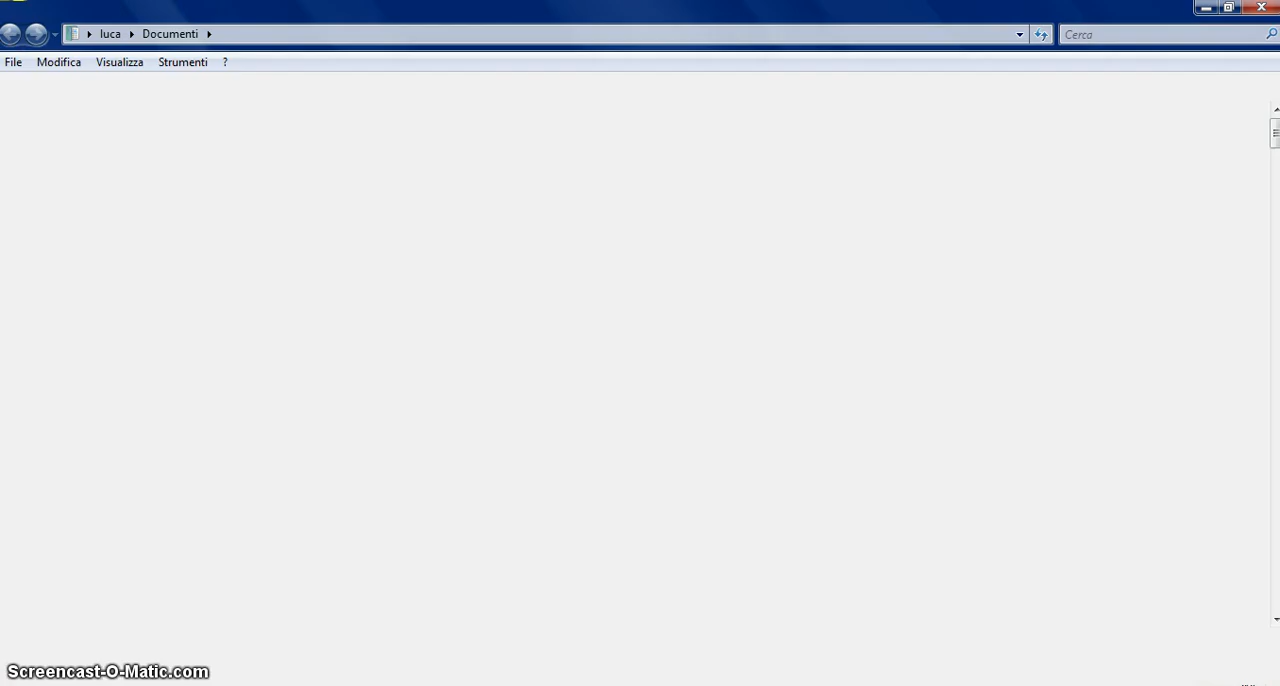 luca Documenti
Cerca
File Modifica Visualizza Strumenti ?
Screencast-O-Matic.com